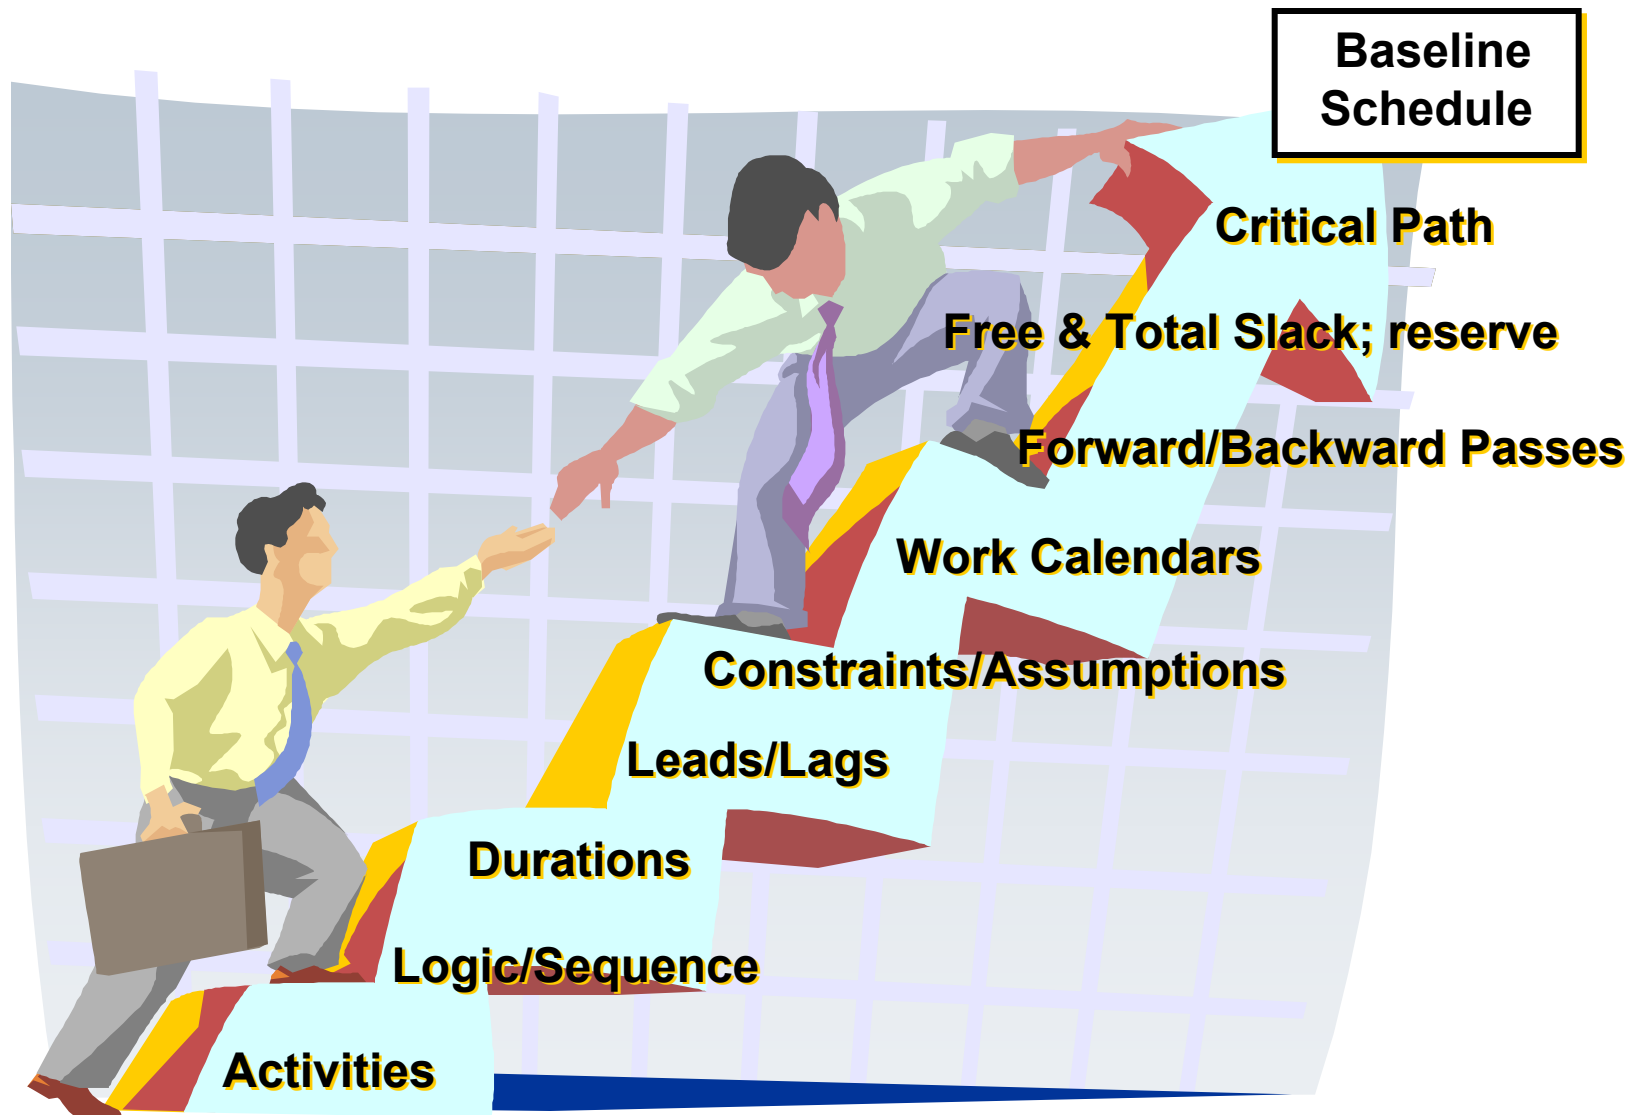 Baseline
Schedule
Critical Path
Free & Total Slack; reserve
Forward/Backward Passes
Work Calendars
Constraints/Assumptions
Leads/Lags
Durations
Logic/Sequence
Activities